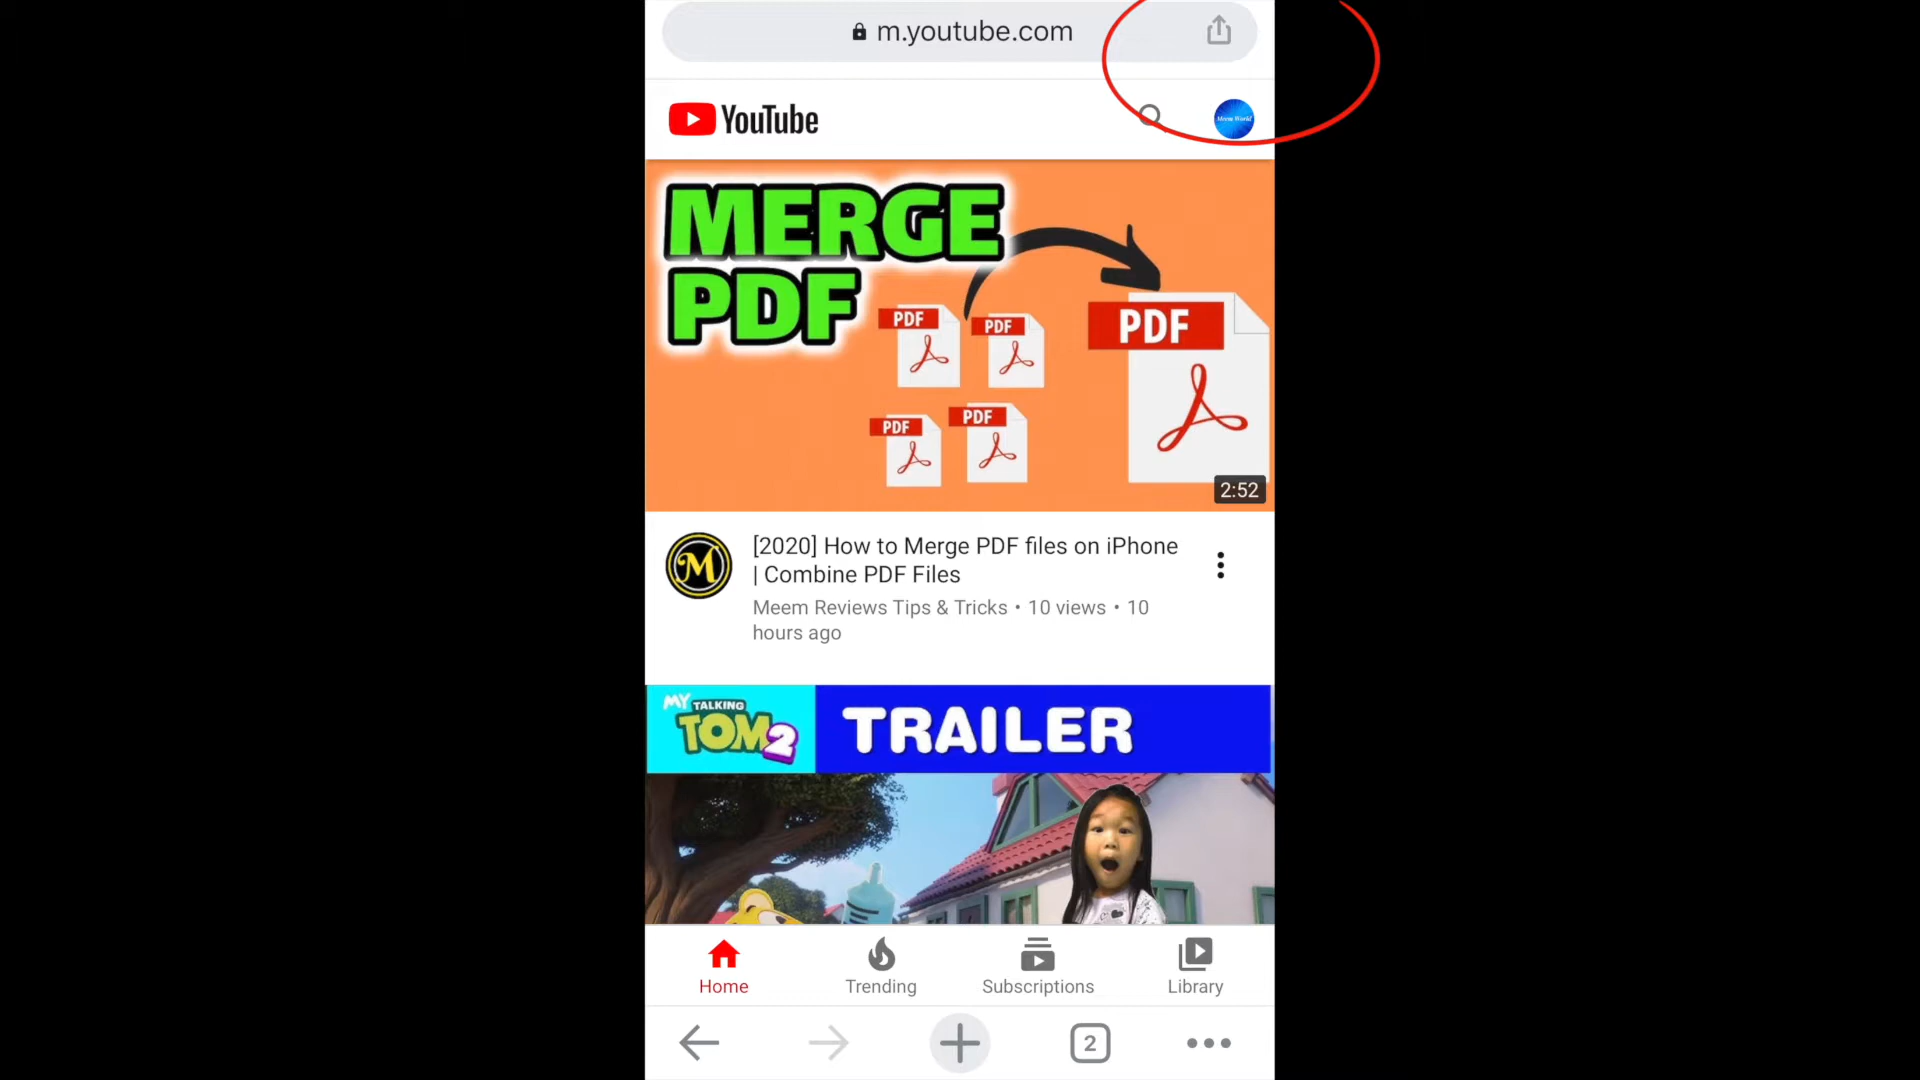 m.youtube.com
YouTube
Meem World
MERGE
PDF
PDF
PDF
PDF
PDF
PDF
2:52
[2020] How to Merge PDF files on iPhone
| Combine PDF Files
Meem Reviews Tips & Tricks • 10 views • 10
hours ago
M
MY TALKING
TOM2
TRAILER
Home
Trending
Subscriptions
Library
2